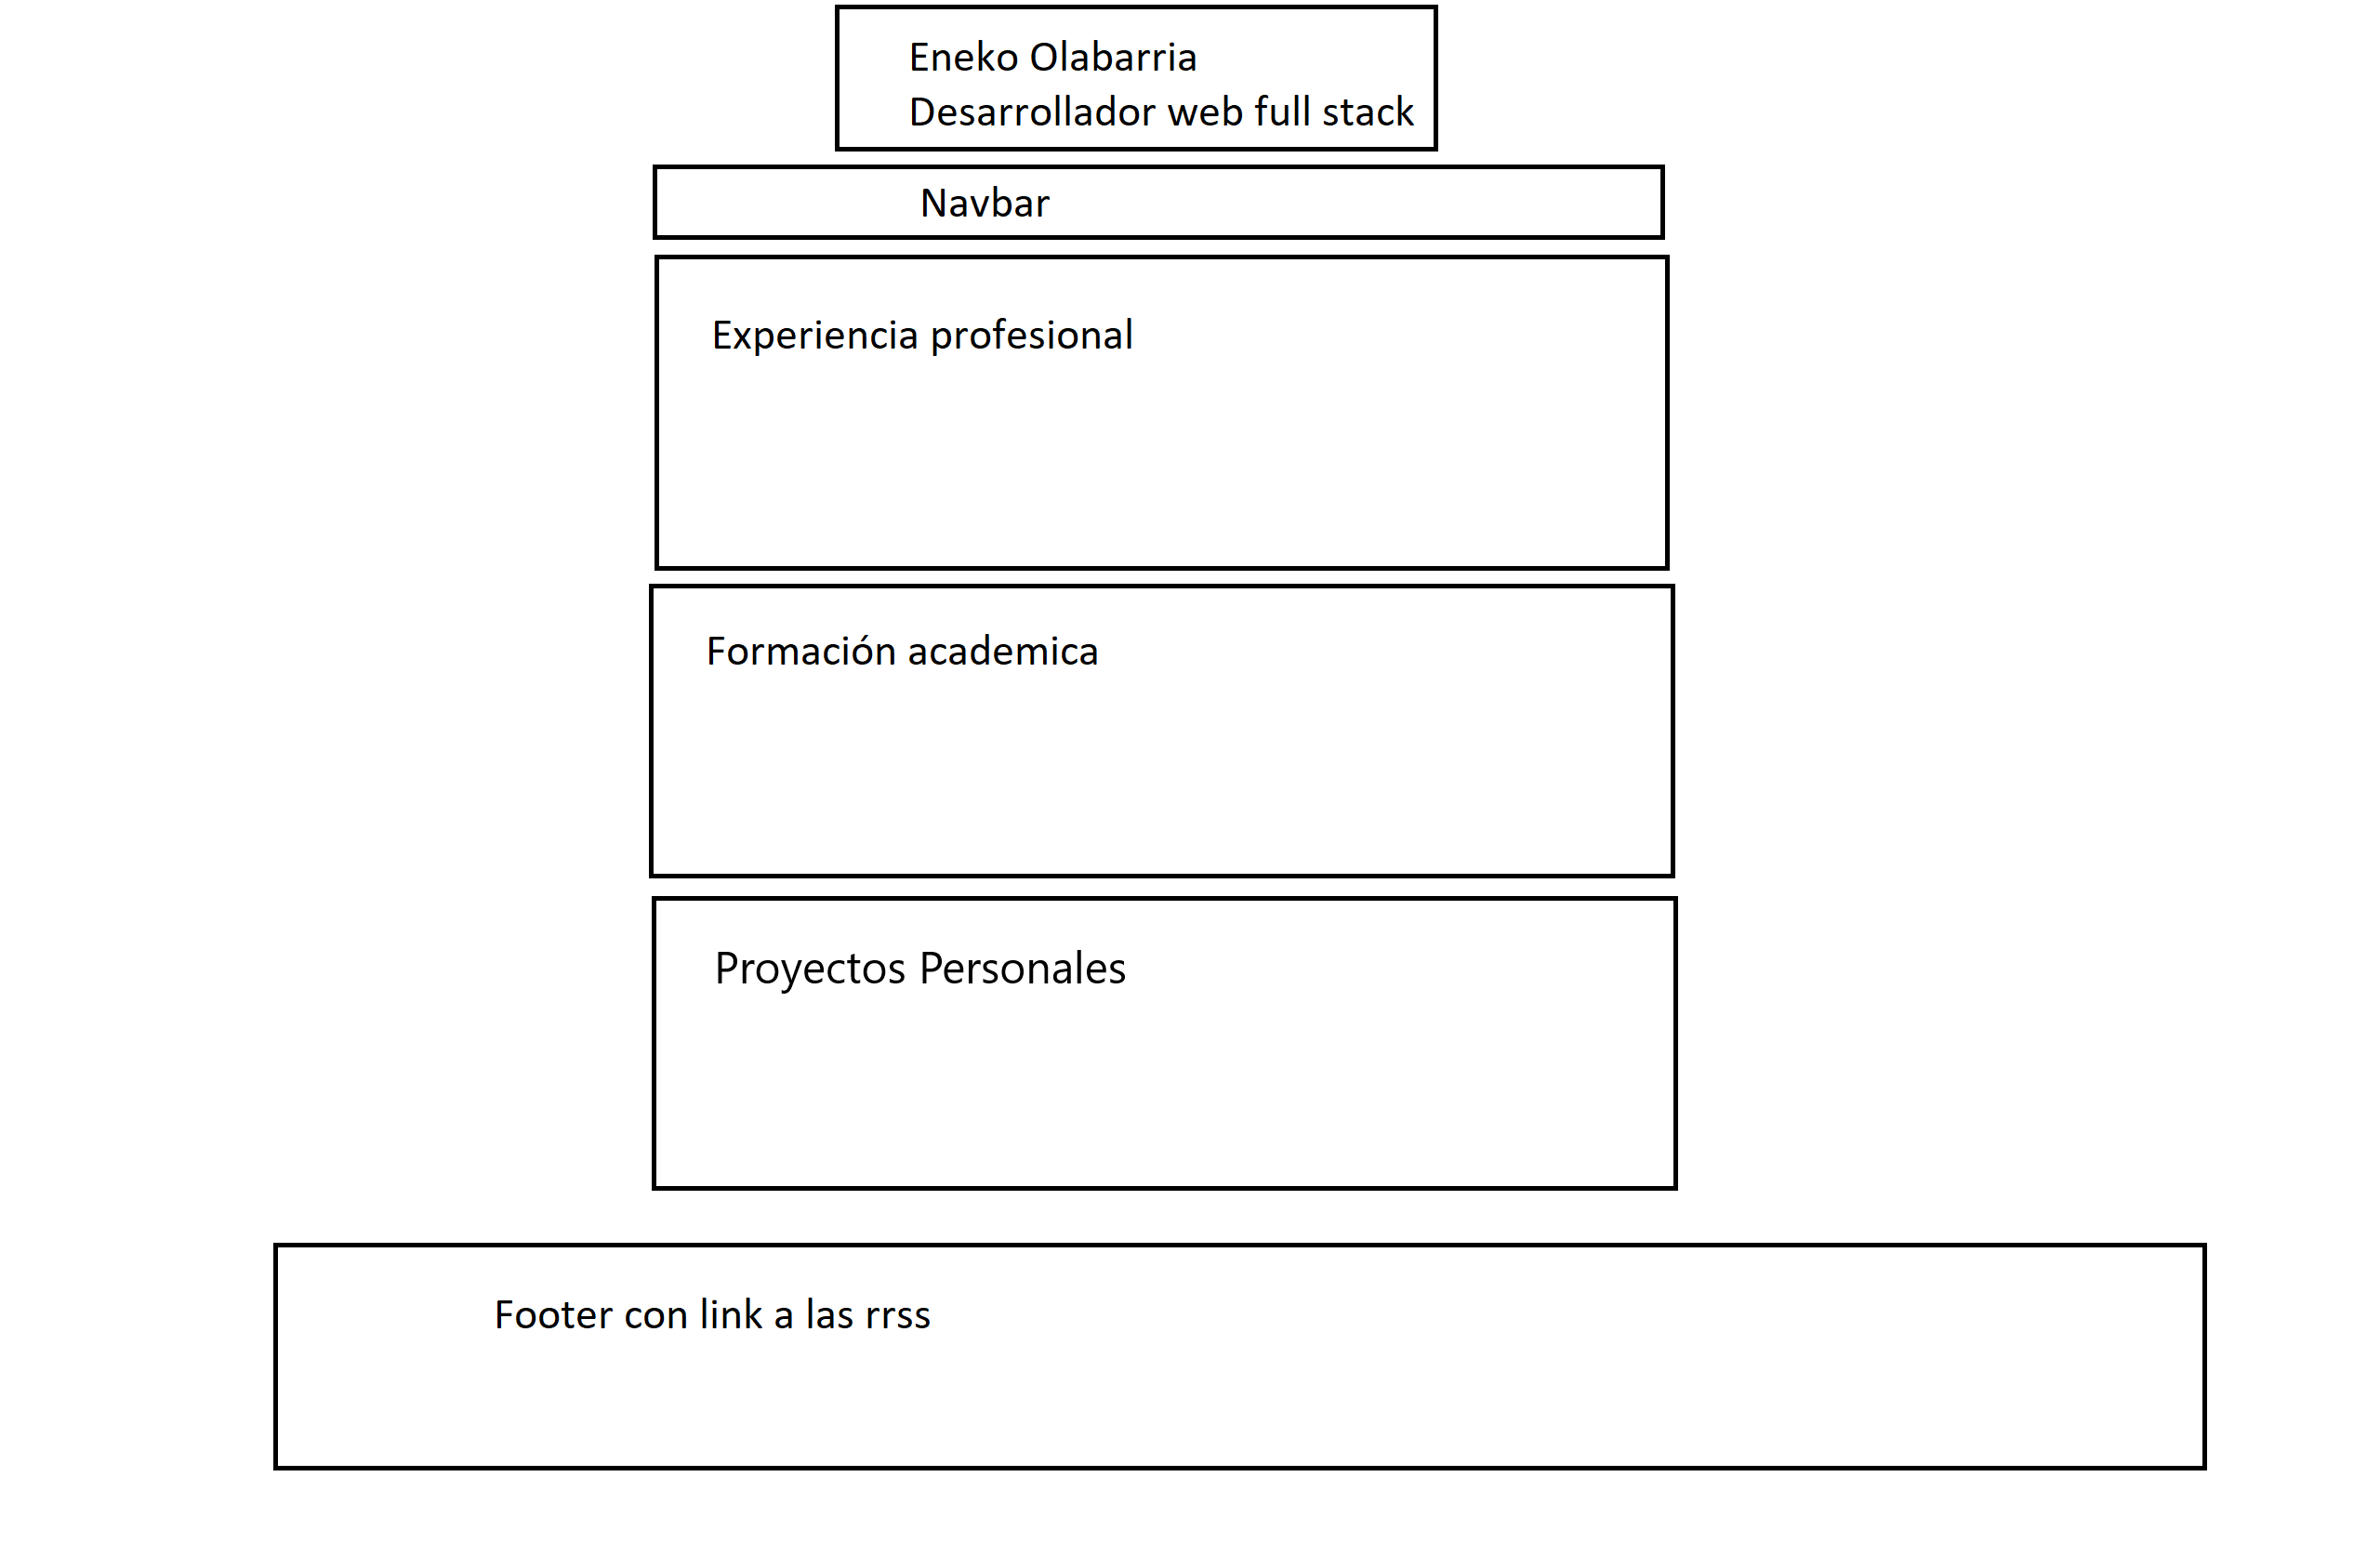 Eneko Olabarria
Desarrollador web full stack
Navbar
Experiencia profesional
Formación academica
Proyectos Personales
Footer con link a las rrss